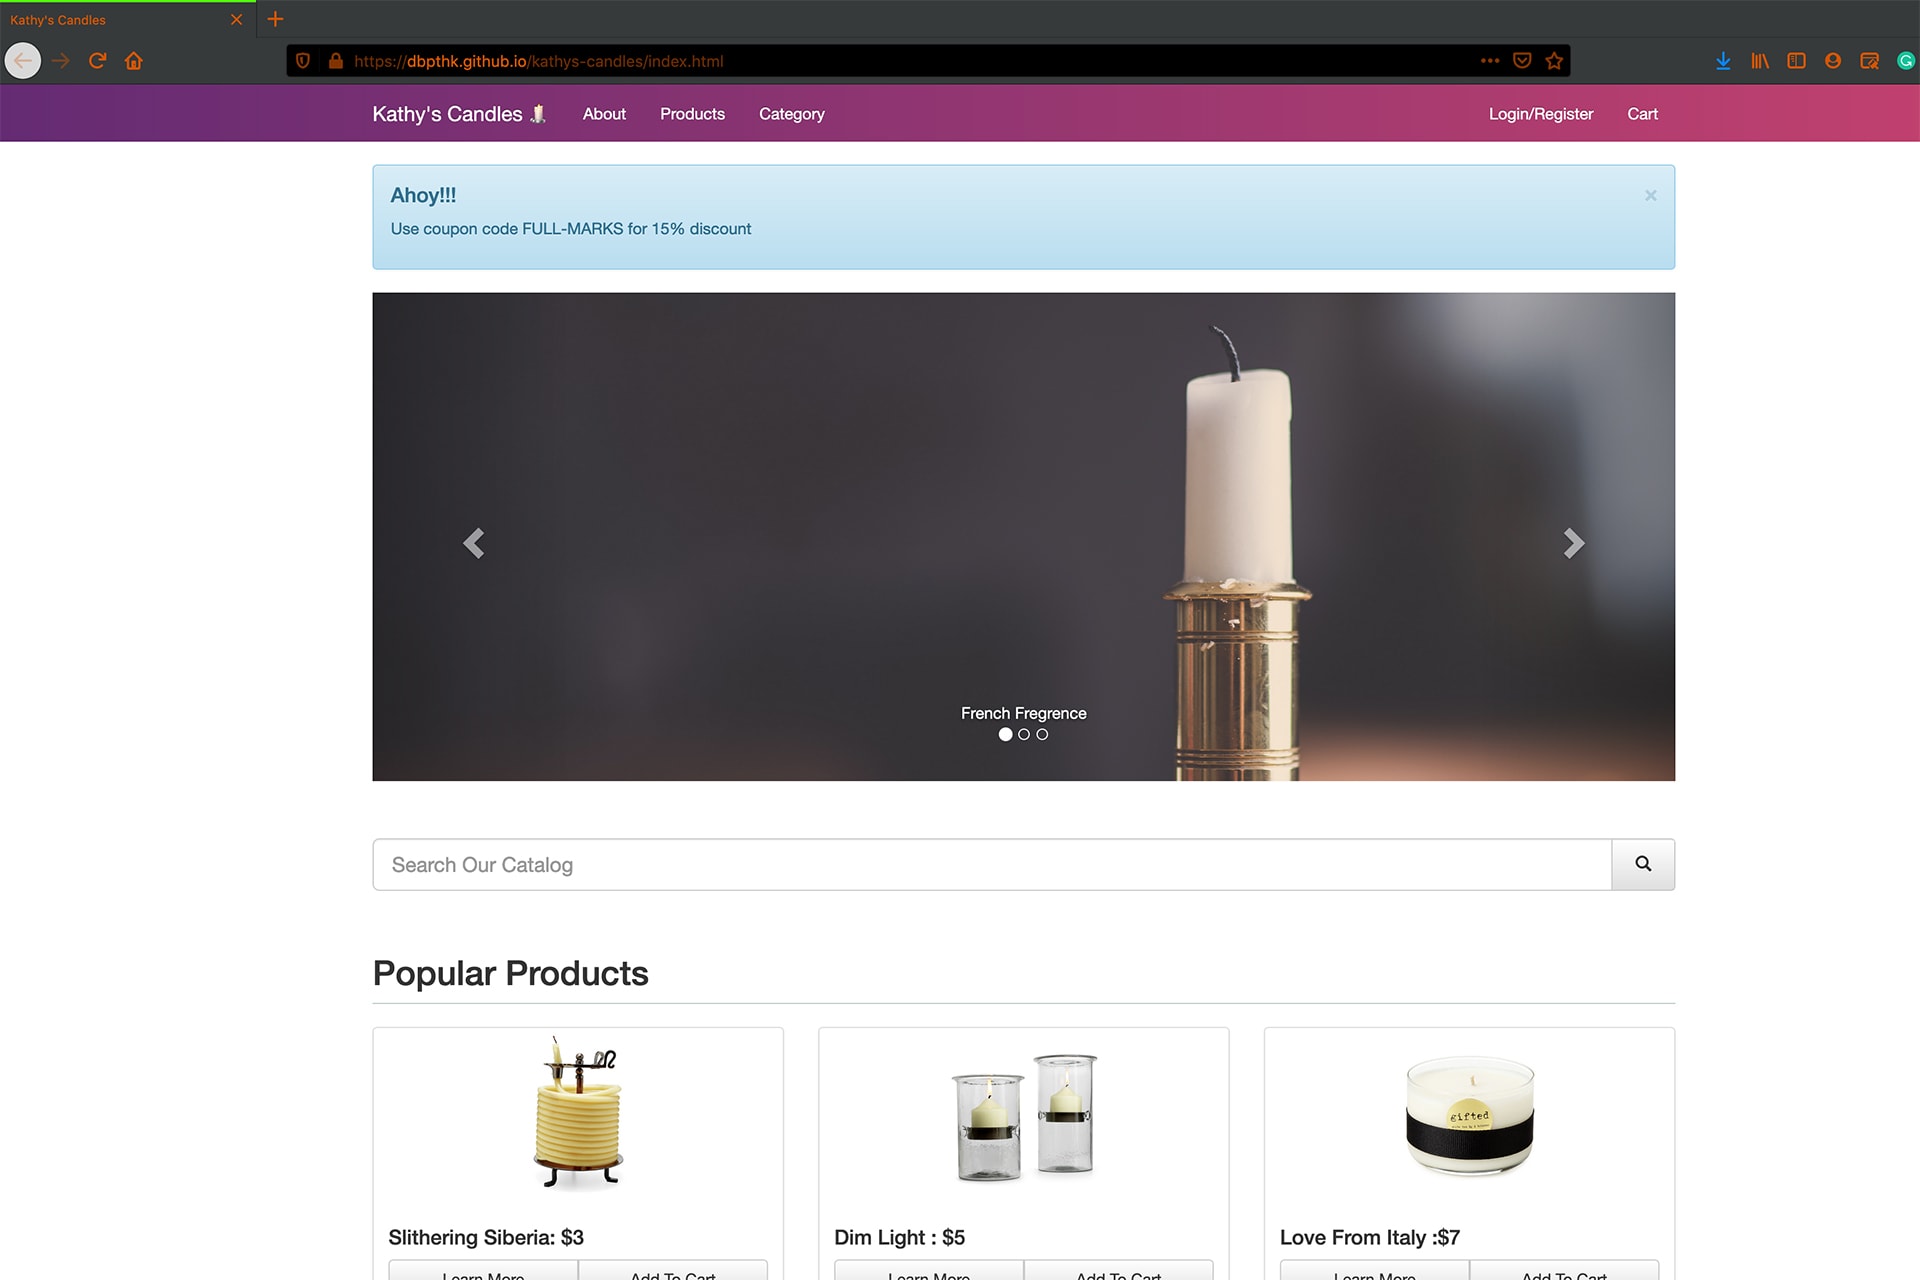 Kathy's Candles
https://dbpthk.github.io/kathys-candles/index.html
Kathy's Candles About Products Category Login/Register Cart
Ahoy!!! ×
Use coupon code FULL-MARKS for 15% discount
French Fregrence
Search Our Catalog
Popular Products
gifted
Slithering Siberia: $3 Dim Light : $5 Love From Italy :$7
Learn More Add To Cart Learn More Add To Cart Learn More Add To Cart